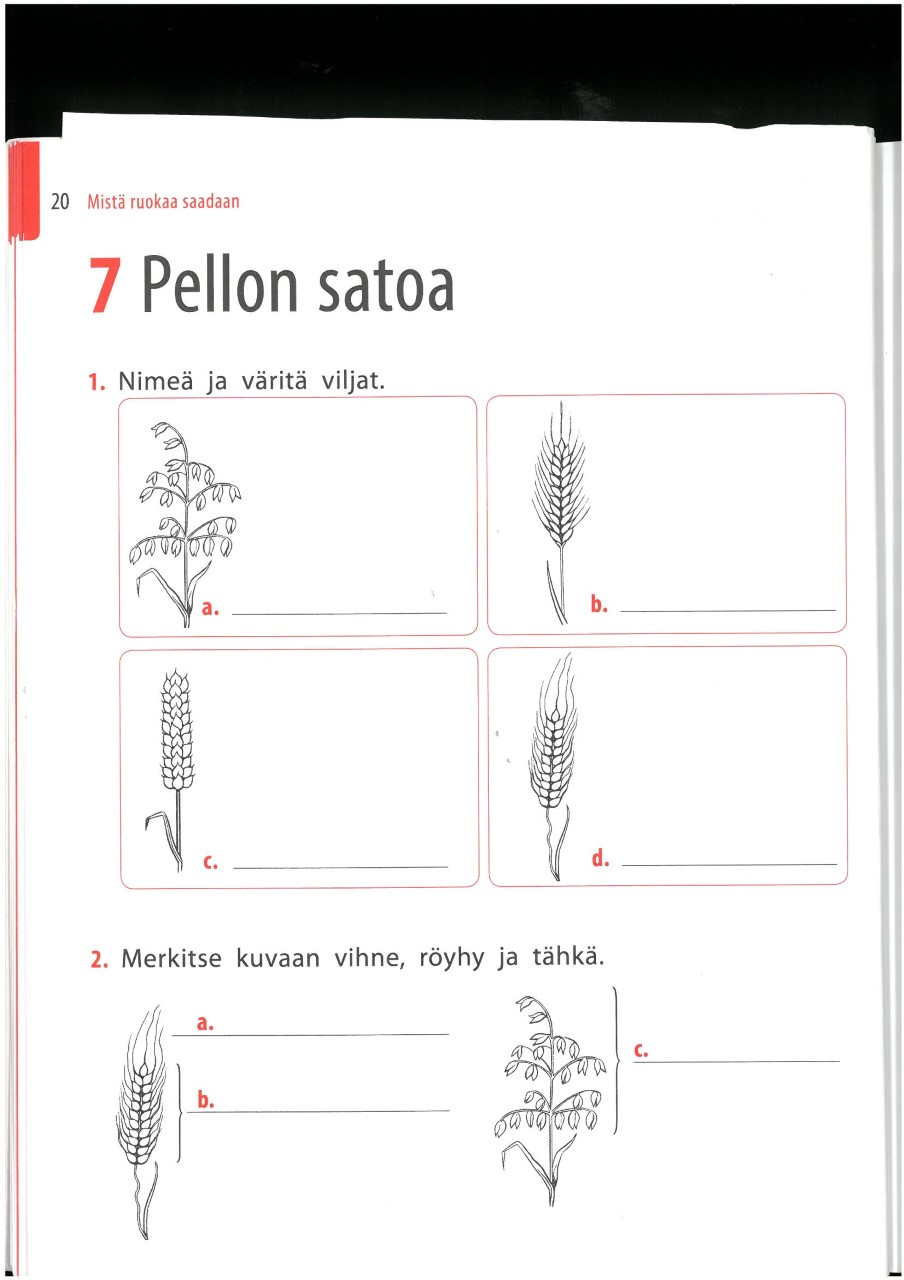 20 Mistä ruokaa saadaan
7 Pellon satoa
1. Nimeä ja väritä viljat.
a.
b.
c.
d.
2. Merkitse kuvaan vihne, röyhy ja tähkä.
a.
b.
c.